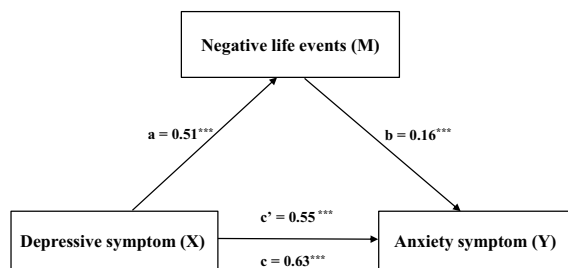 Negative life events (M)
a = 0.51***
b = 0.16***
c’ = 0.55***
Depressive symptom (X)
Anxiety symptom (Y)
c = 0.63***